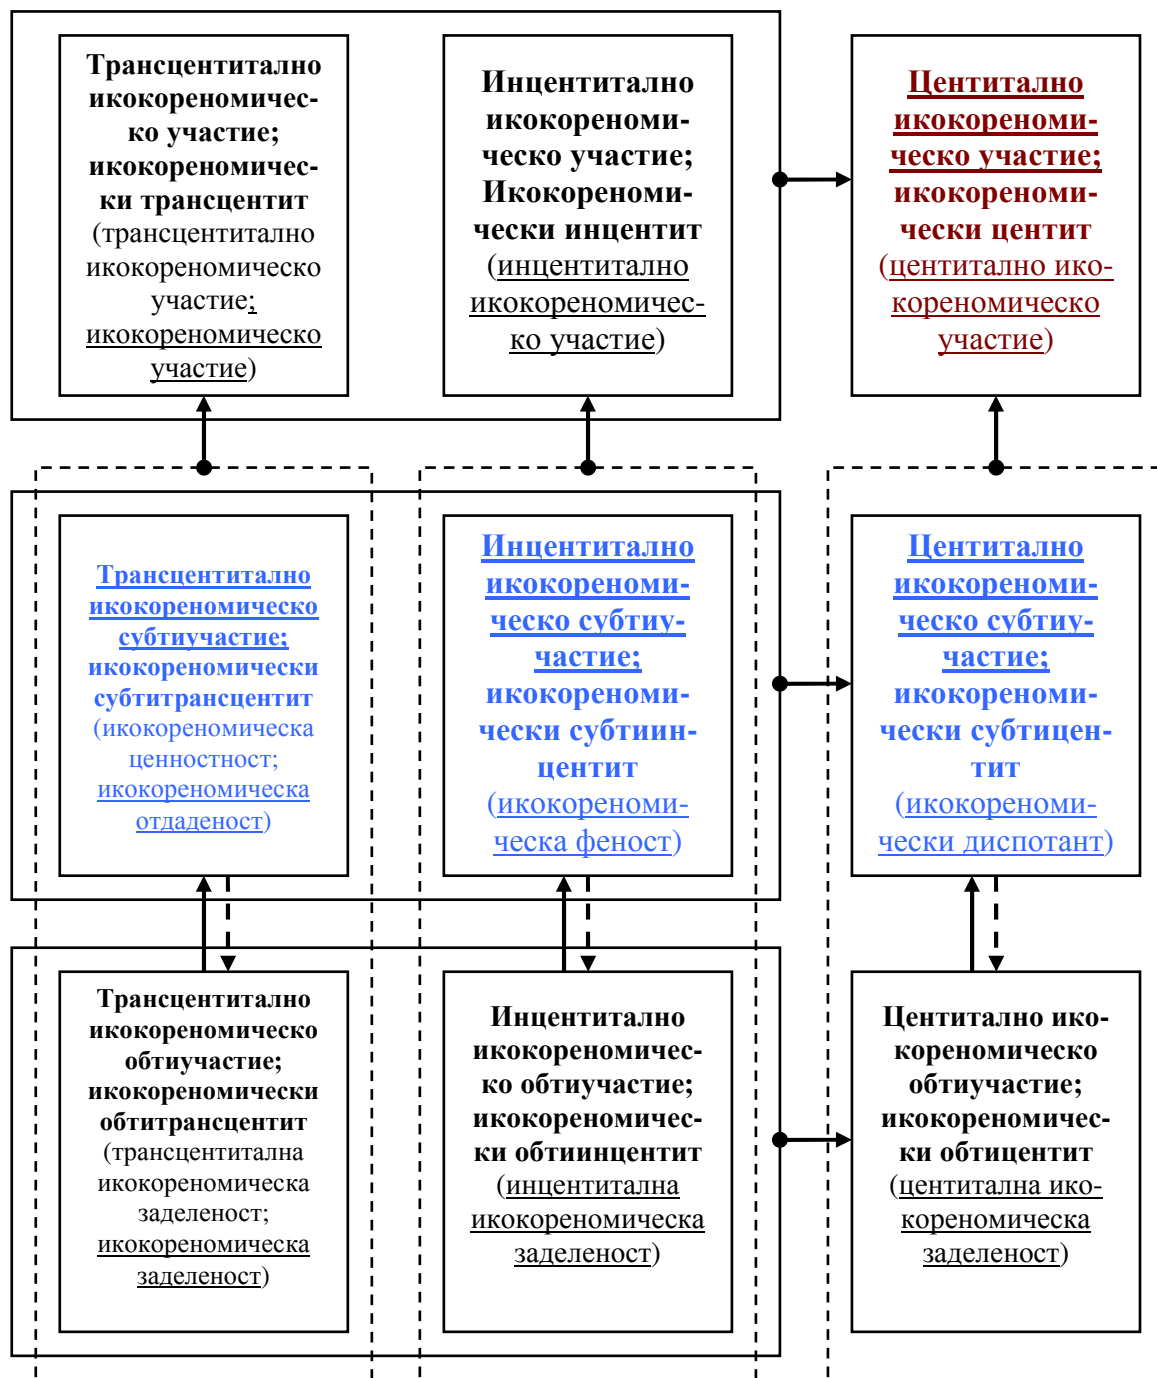 Трансцентитално
икокореномичес-
ко участие;
икокореномичес-
ки трансцентит
(трансцентитално
икокореномическо
участие;
икокореномическо
участие)
Инцентитално
икокореноми-
ческо участие;
Икокореноми-
чески инцентит
(инцентитално
икокореномичес-
ко участие)
Центитално
икокореноми-
ческо участие;
икокореноми-
чески центит
(центитално ико-
кореномическо
участие)
Трансцентитално
икокореномическо
субтиучастие;
икокореномически
субтитрансцентит
(икокореномическа
ценностност;
икокореномическа
отдаденост)
Инцентитално
икокореноми-
ческо субтиу-
частие;
икокореноми-
чески субтиин-
центит
(икокореноми-
ческа феност)
Центитално
икокореноми-
ческо субтиу-
частие;
икокореноми-
чески субтицен-
тит
(икокореноми-
чески диспотант)
Трансцентитално
икокореномическо
обтиучастие;
икокореномически
обтитрансцентит
(трансцентитална
икокореномическа
заделеност;
икокореномическа
заделеност)
Инцентитално
икокореномичес-
ко обтиучастие;
икокореномичес-
ки обтиинцентит
(инцентитална
икокореномическа
заделеност)
Центитално ико-
кореномическо
обтиучастие;
икокореномичес-
ки обтицентит
(центитална ико-
кореномическа
заделеност)